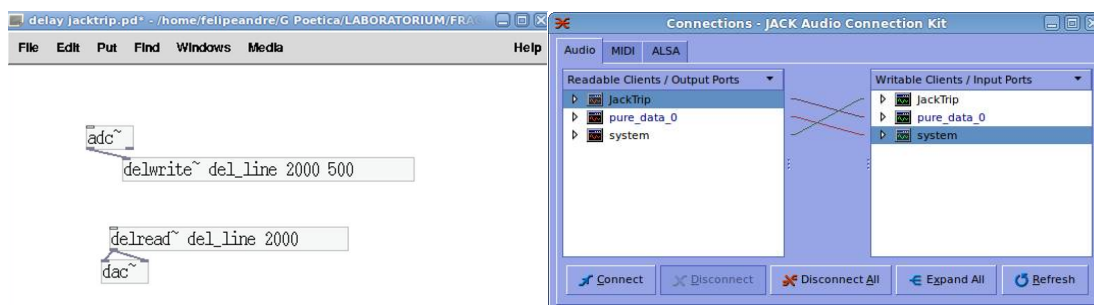 delay jacktrip.pd* - /home/felipeandre/G Poetica/LABORATORIUM/FRA
File Edit Put Find Windows Media Help
adc~
delwrite~ del_line 2000 500
delread~ del_line 2000
dac~
Connections - JACK Audio Connection Kit
Audio MIDI ALSA
Readable Clients / Output Ports
JackTrip
pure_data_0
system
Writable Clients / Input Ports
JackTrip
pure_data_0
system
Connect Disconnect Disconnect All Expand All Refresh